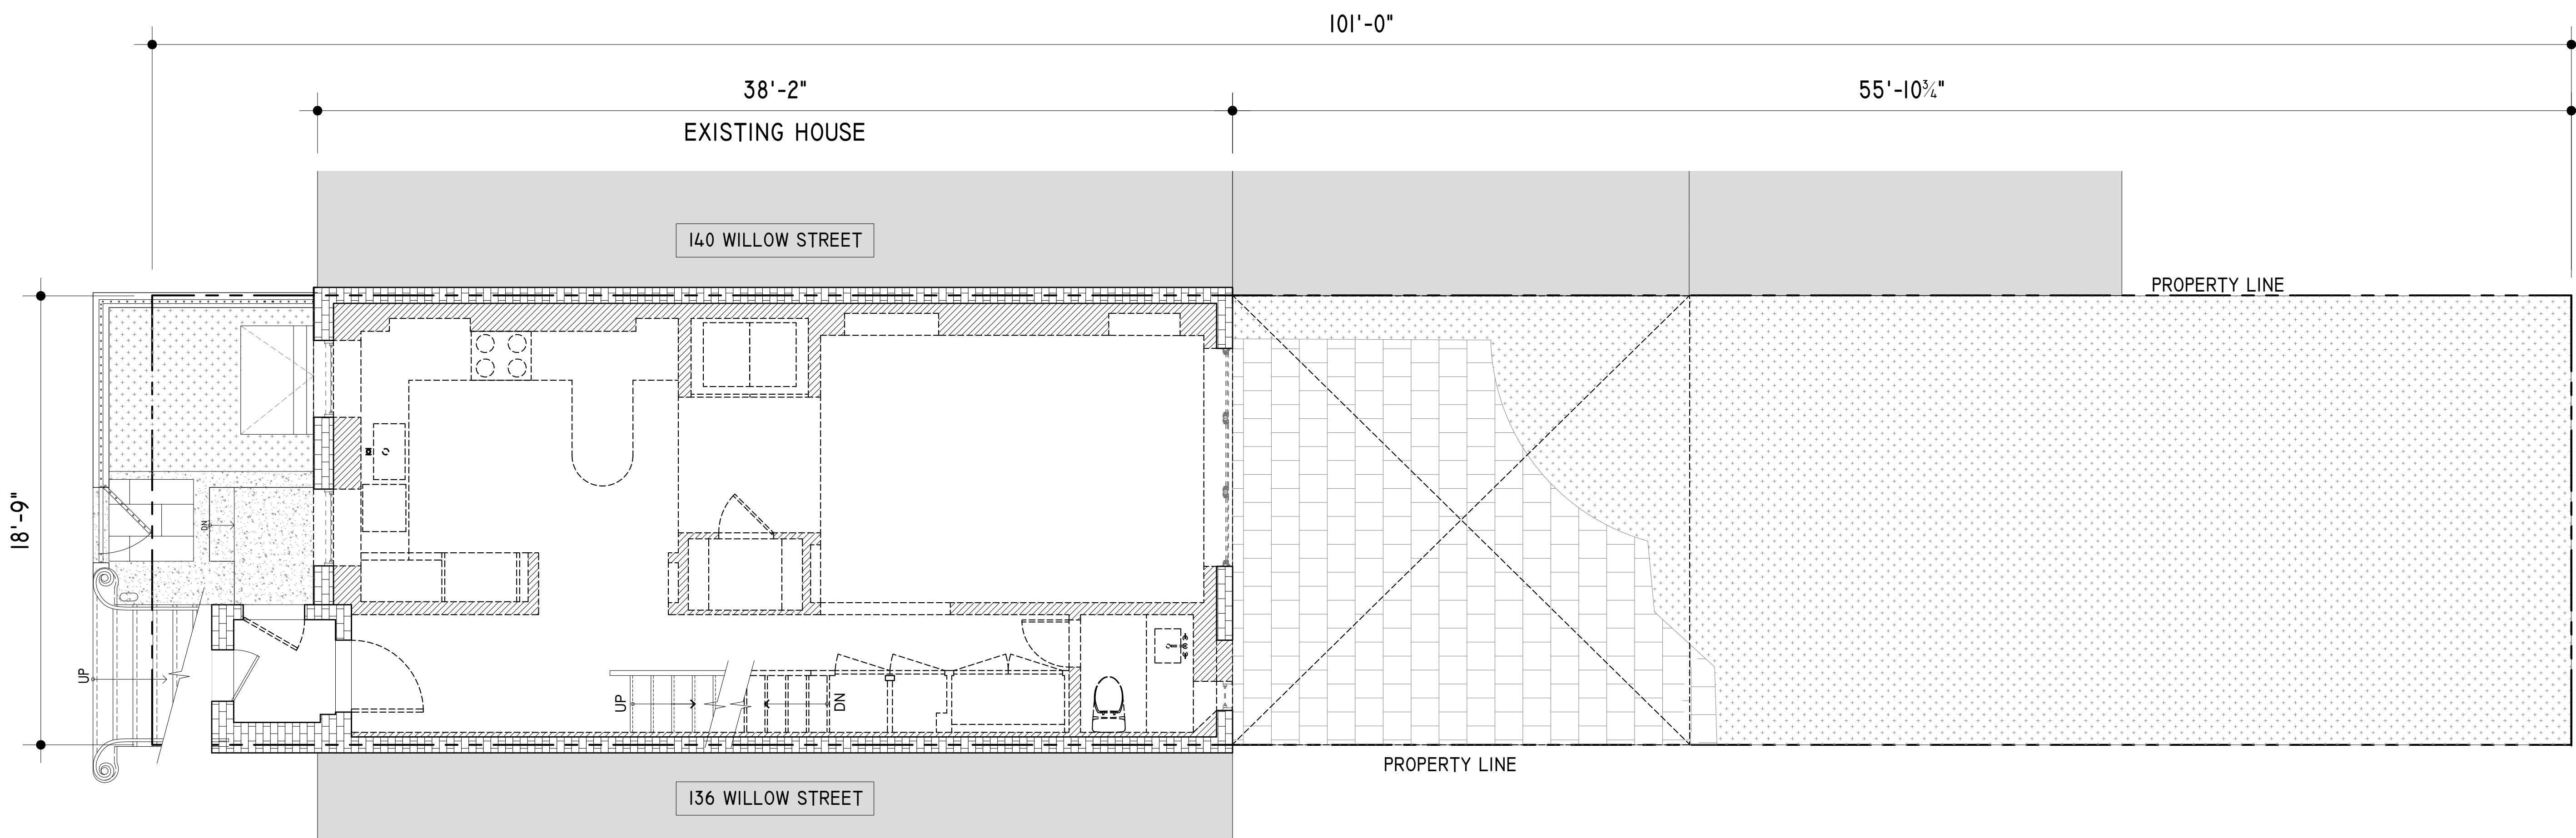 101'-0"
38'-2"
55'-10¾"
EXISTING HOUSE
140 WILLOW STREET
PROPERTY LINE
18'-9"
DN
UP
UP
DN
PROPERTY LINE
136 WILLOW STREET